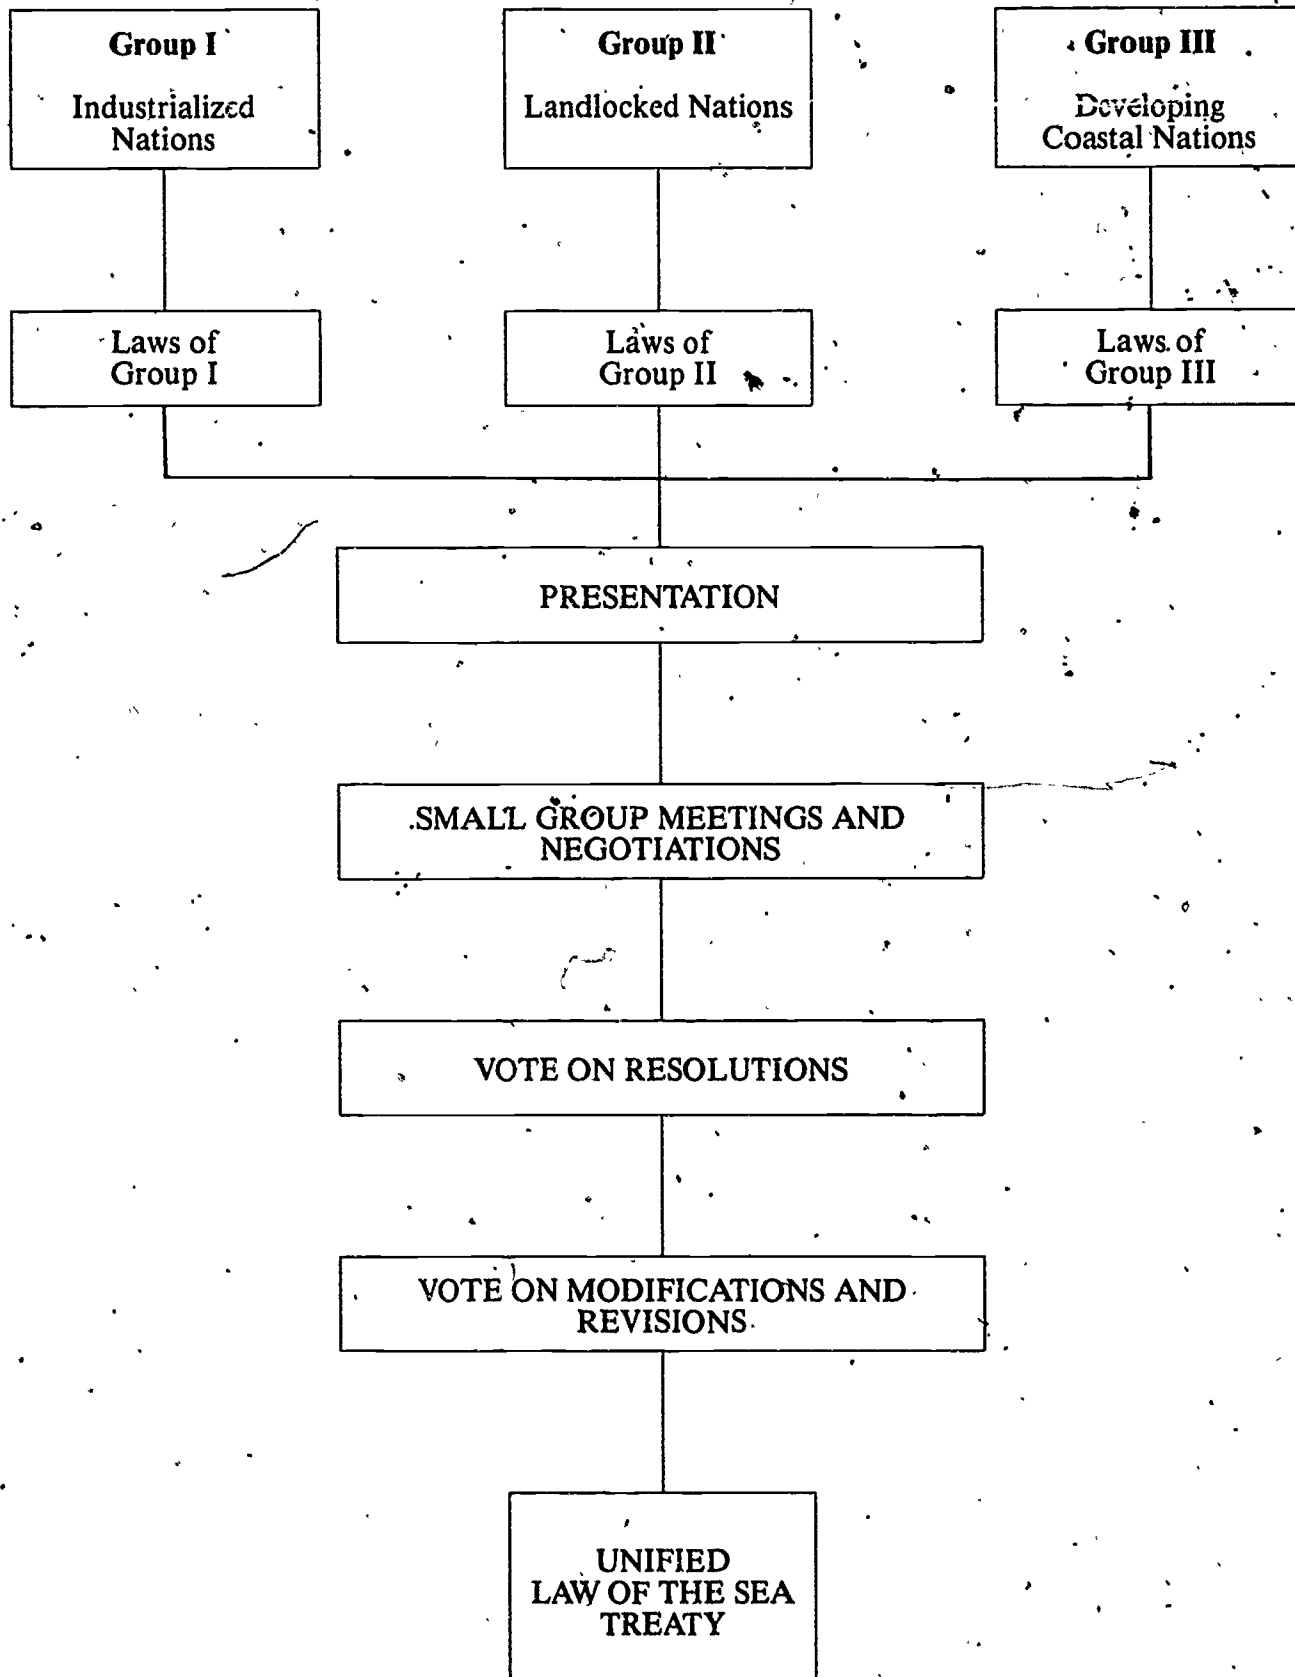 Group I
Industrialized
Nations
Group II
Landlocked Nations
Group III
Developing
Coastal Nations
Laws of
Group I
Laws of
Group II
Laws of
Group III
PRESENTATION
SMALL GROUP MEETINGS AND
NEGOTIATIONS
VOTE ON RESOLUTIONS
VOTE ON MODIFICATIONS AND
REVISIONS
UNIFIED
LAW OF THE SEA
TREATY